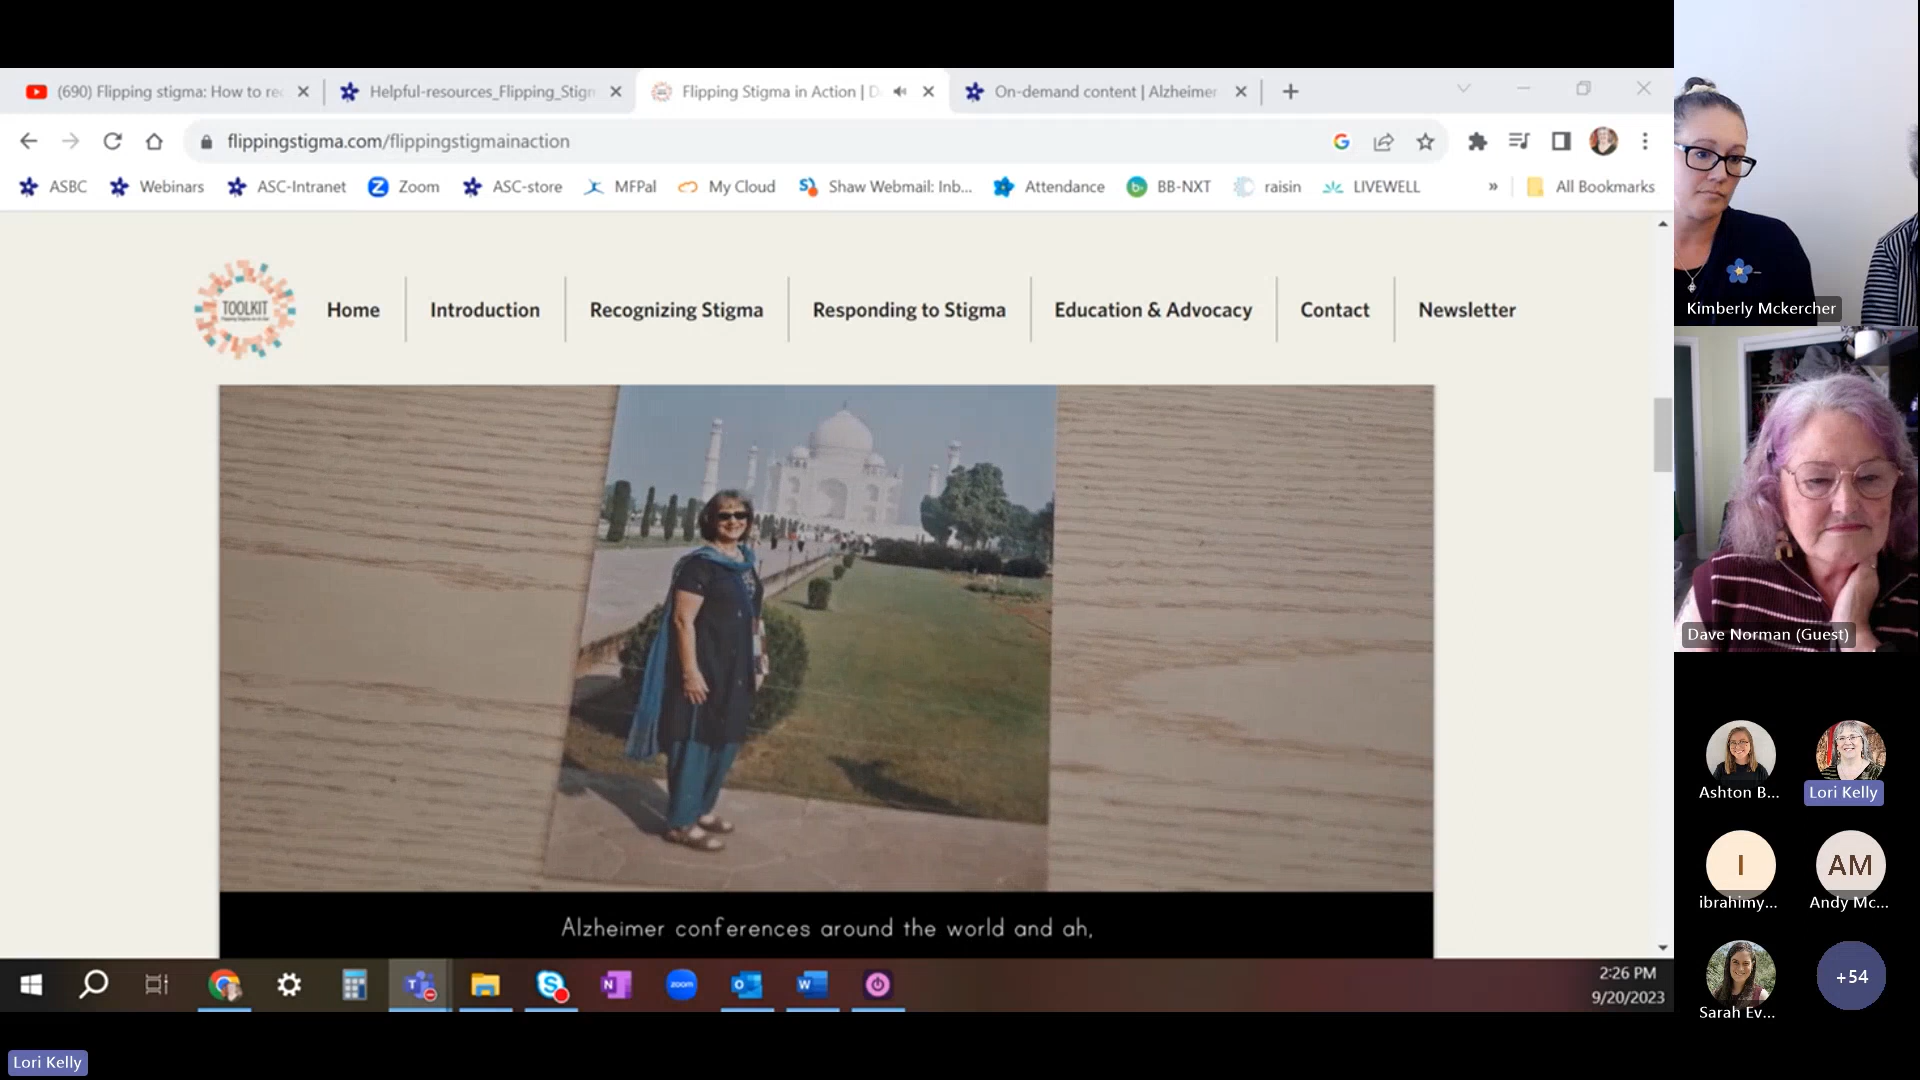 (690) Flipping stigma: How to re
Helpful-resources_Flipping_Stign
Flipping Stigma in Action | D
On-demand content | Alzheimer
flippingstigma.com/flippingstigmainaction
ASBC
Webinars
ASC-Intranet
Zoom
ASC-store
MFPal
My Cloud
Shaw Webmail: Inb...
Attendance
BB-NXT
raisin
LIVEWELL
»
All Bookmarks
TOOLKIT
Home
Introduction
Recognizing Stigma
Responding to Stigma
Education & Advocacy
Contact
Newsletter
Alzheimer conferences around the world and ah,
2:26 PM
9/20/2023
Lori Kelly
Kimberly Mckercher
Dave Norman (Guest)
Ashton B...
Lori Kelly
I
AM
ibrahimy...
Andy Mc...
Sarah Ev...
+54